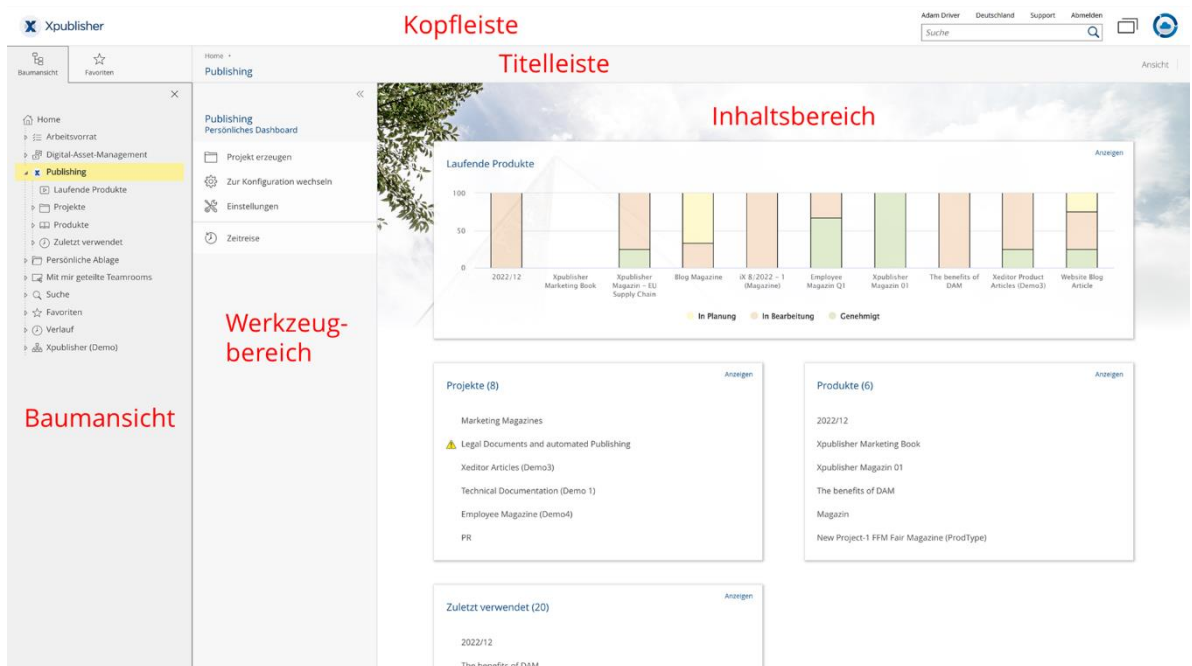 Xpublisher
Kopfleiste
Adam Driver Deutschland Support Abmelden
Suche
Baumansicht
Favoriten
Home
Publishing
Titelleiste
Ansicht
Home
Arbeitsvorrat
Digital-Asset-Management
Publishing
Laufende Produkte
Projekte
Produkte
Zuletzt verwendet
Persönliche Ablage
Mit mir geteilte Teamrooms
Suche
Favoriten
Verlauf
Xpublisher (Demo)
Baumansicht
Publishing
Persönliches Dashboard
Projekt erzeugen
Zur Konfiguration wechseln
Einstellungen
Zeitreise
Werkzeug-
bereich
Inhaltsbereich
Anzeigen
Laufende Produkte
100
50
0
2022/12
Xpublisher
Marketing Book
Xpublisher
Magazin – EU
Supply Chain
Blog Magazine
iX 8/2022 – 1
(Magazine)
Employee
Magazin Q1
Xpublisher
Magazin 01
The benefits of
DAM
Xeditor Product
Articles (Demo3)
Website Blog
Article
In Planung In Bearbeitung Genehmigt
Anzeigen
Projekte (8)
Marketing Magazines
Legal Documents and automated Publishing
Xeditor Articles (Demo3)
Technical Documentation (Demo 1)
Employee Magazine (Demo4)
PR
Anzeigen
Produkte (6)
2022/12
Xpublisher Marketing Book
Xpublisher Magazin 01
The benefits of DAM
Magazin
New Project-1 FFM Fair Magazine (ProdType)
Anzeigen
Zuletzt verwendet (20)
2022/12
The benefits of DAM